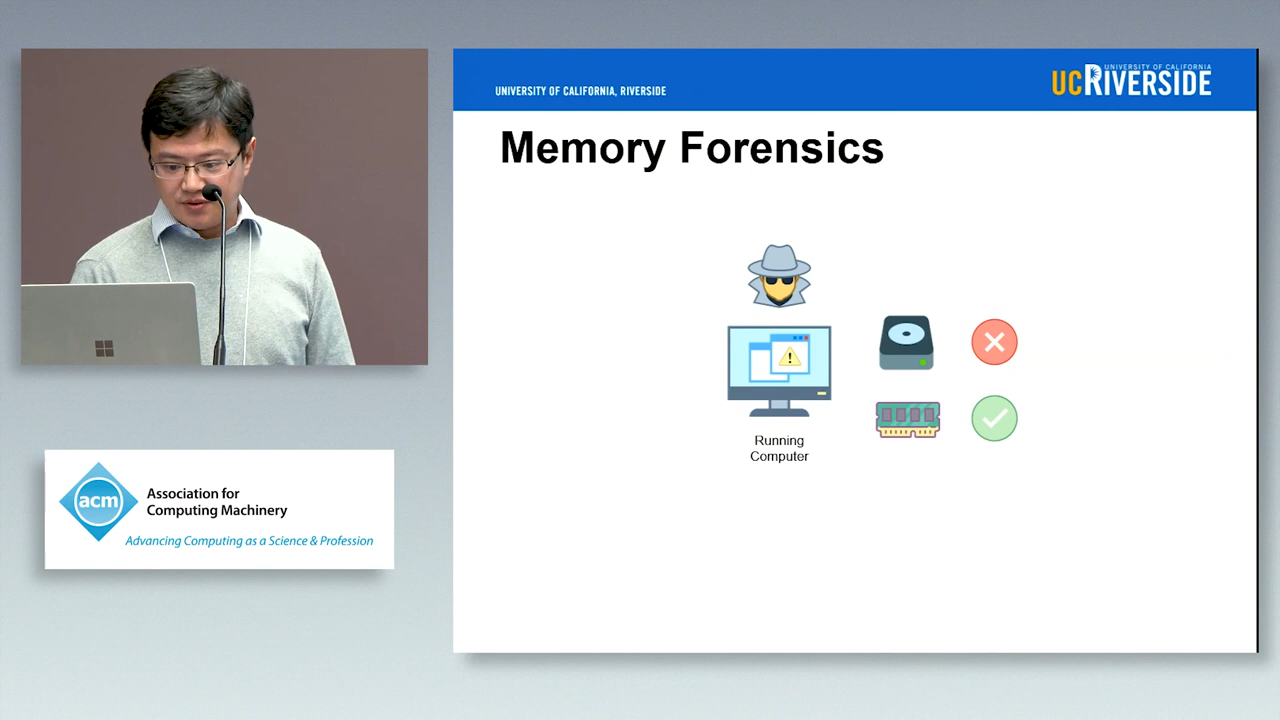 UNIVERSITY OF CALIFORNIA, RIVERSIDE
UNIVERSITY OF CALIFORNIA
UCRIVERSIDE
Memory Forensics
!
Running
Computer
acm
Association for
Computing Machinery
Advancing Computing as a Science & Profession